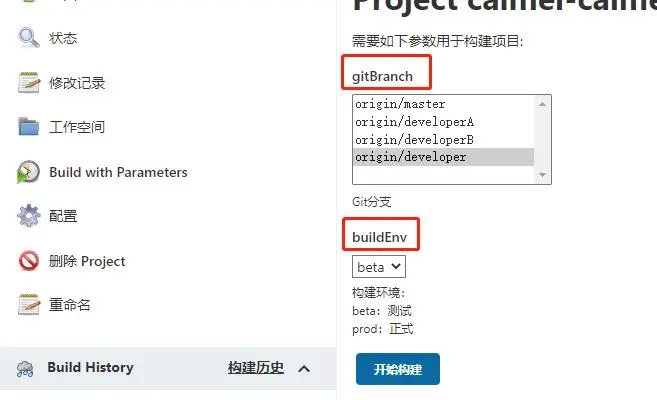 状态
修改记录
工作空间
Build with Parameters
配置
删除 Project
重命名
Build History 构建历史
需要如下参数用于构建项目:
gitBranch
origin/master
origin/developerA
origin/developerB
origin/developer
Git分支
buildEnv
beta
构建环境:
beta: 测试
prod: 正式
开始构建